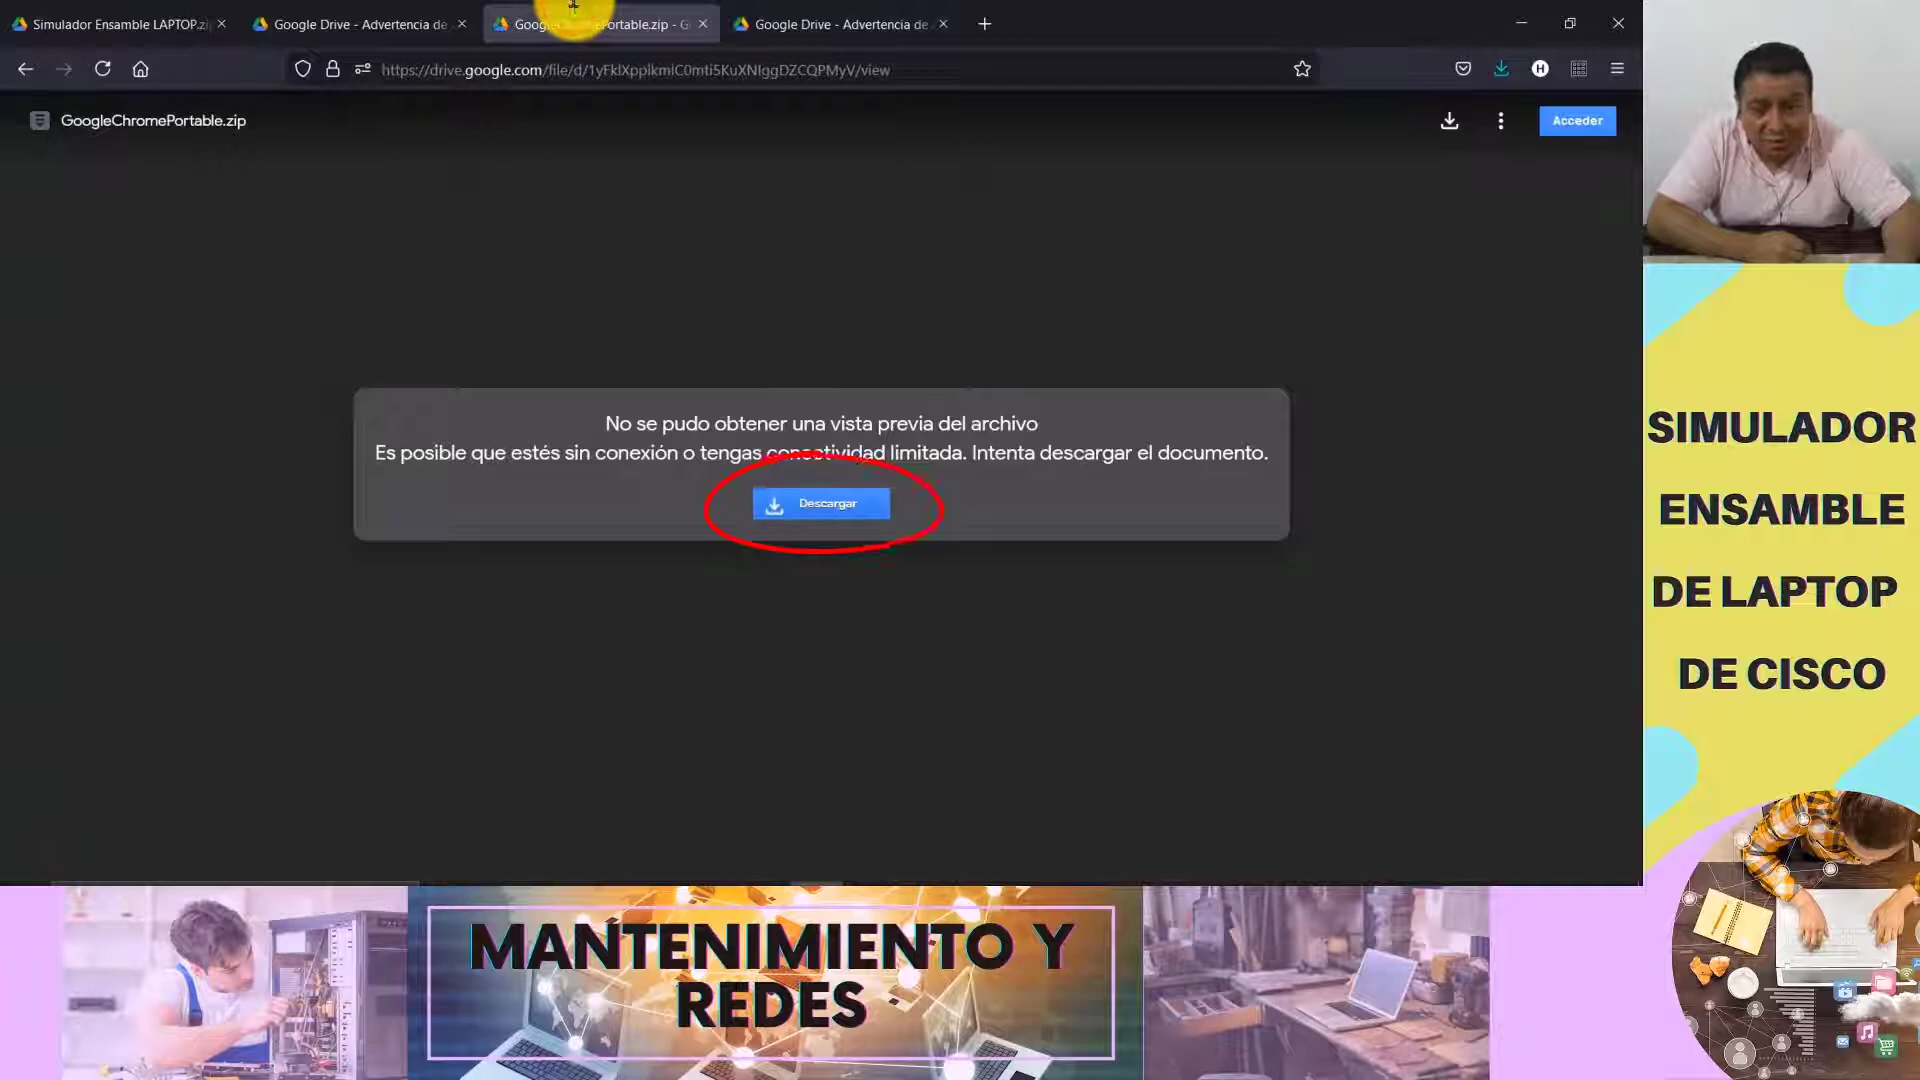 Simulador Ensamble LAPTOP.zi
Google Drive - Advertencia de
Portable.zip - G
Google Drive - Advertencia de
https://drive.google.com/file/d/1yFklXpplkmIC0mti5KuXNIggDZCQPMyV/view
H
GoogleChromePortable.zip
Acceder
No se pudo obtener una vista previa del archivo
Es posible que estés sin conexión o tengas conectividad limitada. Intenta descargar el documento.
Descargar
SIMULADOR
ENSAMBLE
DE LAPTOP
DE CISCO
MANTENIMIENTO Y
REDES